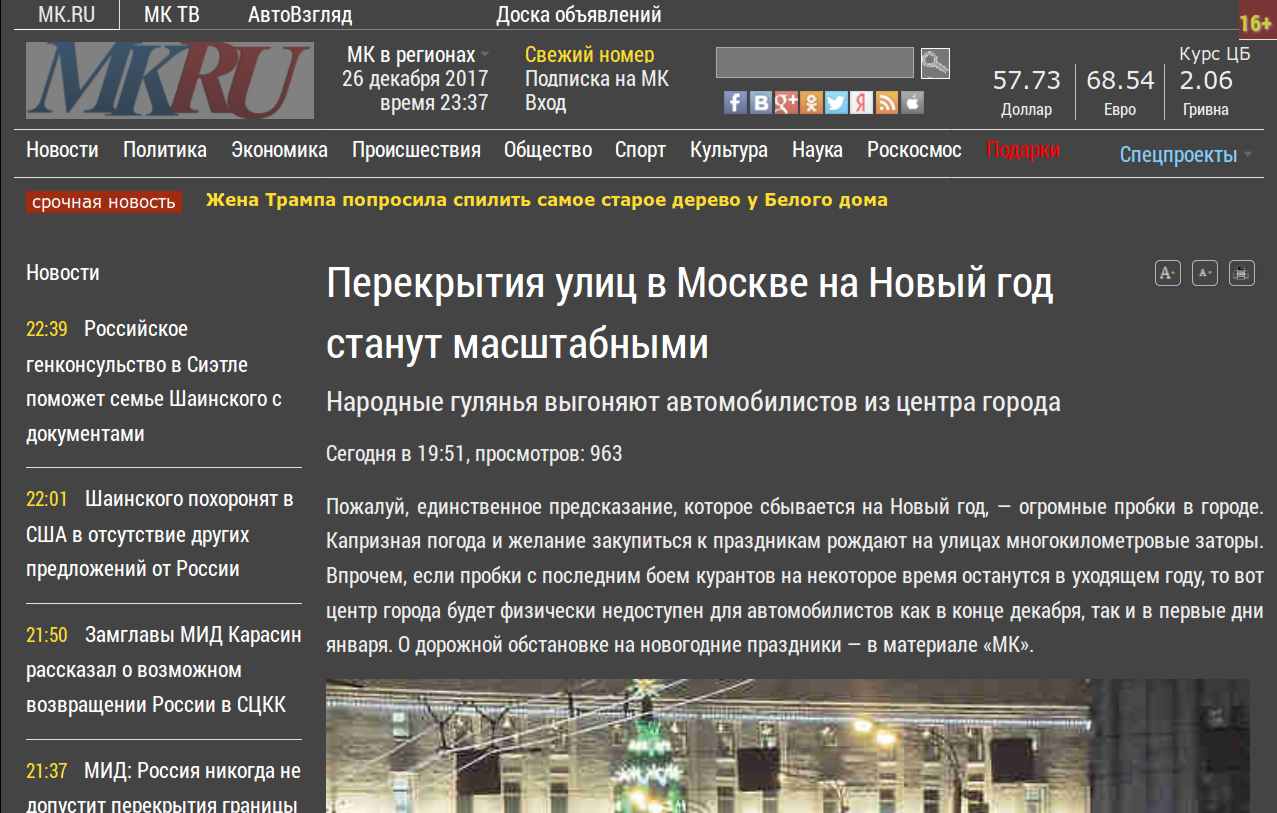 MK.RU МК ТВ АвтоВзгляд Доска объявлений
16+
MKRU
МК в регионах
26 декабря 2017
время 23:37
Свежий номер
Подписка на МК
Вход
Курс ЦБ
57.73 68.54 2.06
Доллар Евро Гривна
Новости Политика Экономика Происшествия Общество Спорт Культура Наука Роскосмос Подарки Спецпроекты
срочная новость Жена Трампа попросила спилить самое старое дерево у Белого дома
Новости
22:39 Российское
генконсульство в Сиэтле
поможет семье Шаинского с
документами
22:01 Шаинского похоронят в
США в отсутствие других
предложений от России
21:50 Замглавы МИД Карасин
рассказал о возможном
возвращении России в СЦКК
21:37 МИД: Россия никогда не
допустит перекрытия границы
Перекрытия улиц в Москве на Новый год
станут масштабными
Народные гулянья выгоняют автомобилистов из центра города
Сегодня в 19:51, просмотров: 963
Пожалуй, единственное предсказание, которое сбывается на Новый год, — огромные пробки в городе.
Капризная погода и желание закупиться к праздникам рождают на улицах многокилометровые заторы.
Впрочем, если пробки с последним боем курантов на некоторое время останутся в уходящем году, то вот
центр города будет физически недоступен для автомобилистов как в конце декабря, так и в первые дни
января. О дорожной обстановке на новогодние праздники — в материале «МК».